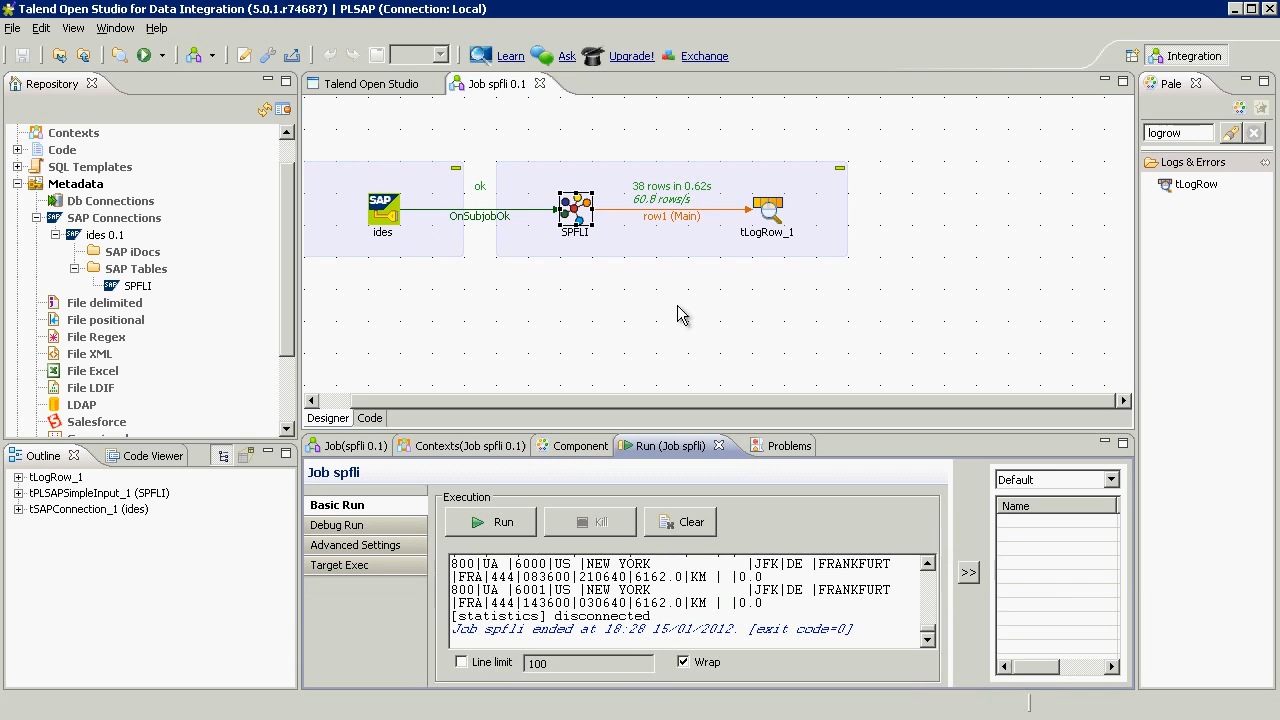 Talend Open Studio for Data Integration (5.0.1.r74687) | PLSAP (Connection: Local)
File Edit View Window Help
Learn Ask Upgrade! Exchange Integration
Repository
Contexts
Code
SQL Templates
Metadata
Db Connections
SAP Connections
ides 0.1
SAP iDocs
SAP Tables
SPFLI
File delimited
File positional
File Regex
File XML
File Excel
File LDIF
LDAP
Salesforce
Talend Open Studio Job spfli 0.1
ok
38 rows in 0.62s
60.8 rows/s
SAP
OnSubjobOk
row1 (Main)
ides
SPFLI
tLogRow_1
Designer Code
Pale
logrow
Logs & Errors
tLogRow
Outline Code Viewer
tLogRow_1
tPLSAPSimpleInput_1 (SPFLI)
tSAPConnection_1 (ides)
Job(spfli 0.1) Contexts(Job spfli 0.1) Component Run (Job spfli) Problems
Job spfli
Basic Run
Debug Run
Advanced Settings
Target Exec
Execution
Run Kill Clear
800|UA |6000|US |NEW YORK |JFK|DE |FRANKFURT
|FRA|444|083600|210640|6162.0|KM | |0.0
800|UA |6001|US |NEW YORK |JFK|DE |FRANKFURT
|FRA|444|143600|030640|6162.0|KM | |0.0
[statistics] disconnected
Job spfli ended at 18:28 15/01/2012. [exit code=0]
Line limit 100 Wrap
>>
Default
Name